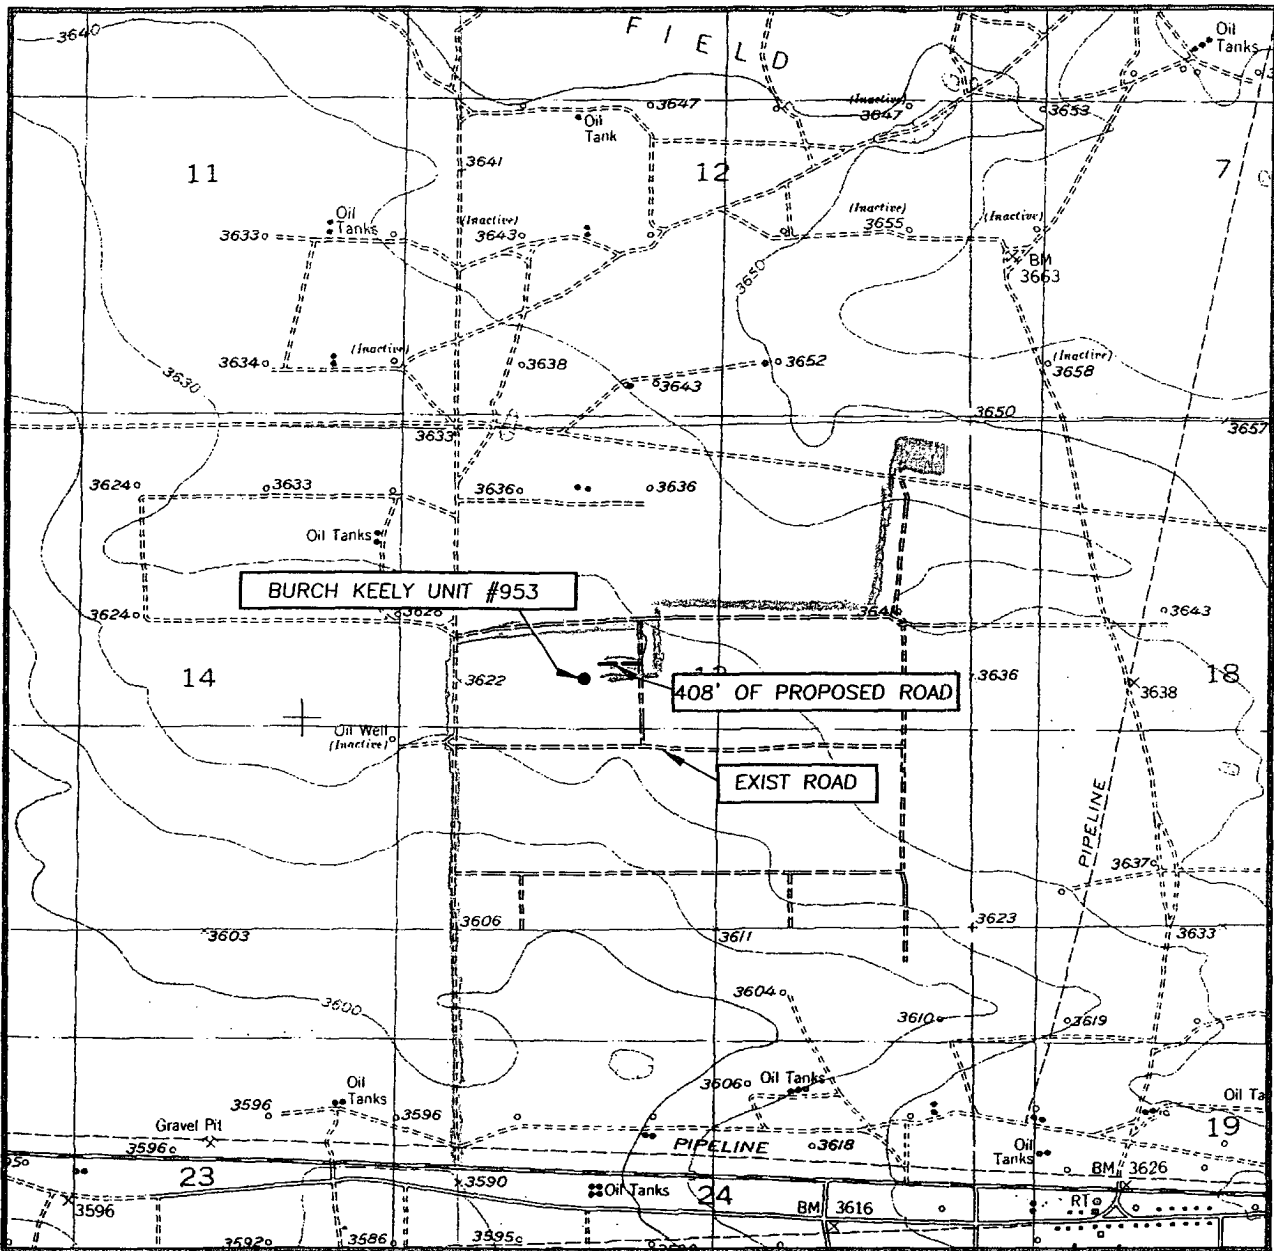 3640
FIELD
Oil
Tanks
3647
(Inactive)
3647
3653
Oil
Tank
11
3641
12
7
Oil
Tanks
3633
(Inactive)
3643
(Inactive)
3655
(Inactive)
BM
3663
3650
3634
(Inactive)
3638
3652
(Inactive)
3658
3643
3630
3650
3633
3657
3624
3633
3636
3636
Oil Tanks
BURCH KEELY UNIT #953
3624
3643
14
3622
408' OF PROPOSED ROAD
3636
3638
18
Oil Well
(Inactive)
EXIST ROAD
PIPELINE
3637
3603
3606
3611
3623
3633
3600
3604
3610
3619
Oil
Tanks
3606
Oil Tanks
3596
3596
Gravel Pit
3596
PIPELINE
3618
Oil
Tanks
19
23
3590
Oil Tanks
24
BM 3626
3596
BM 3616
RT
3592
3586
3595